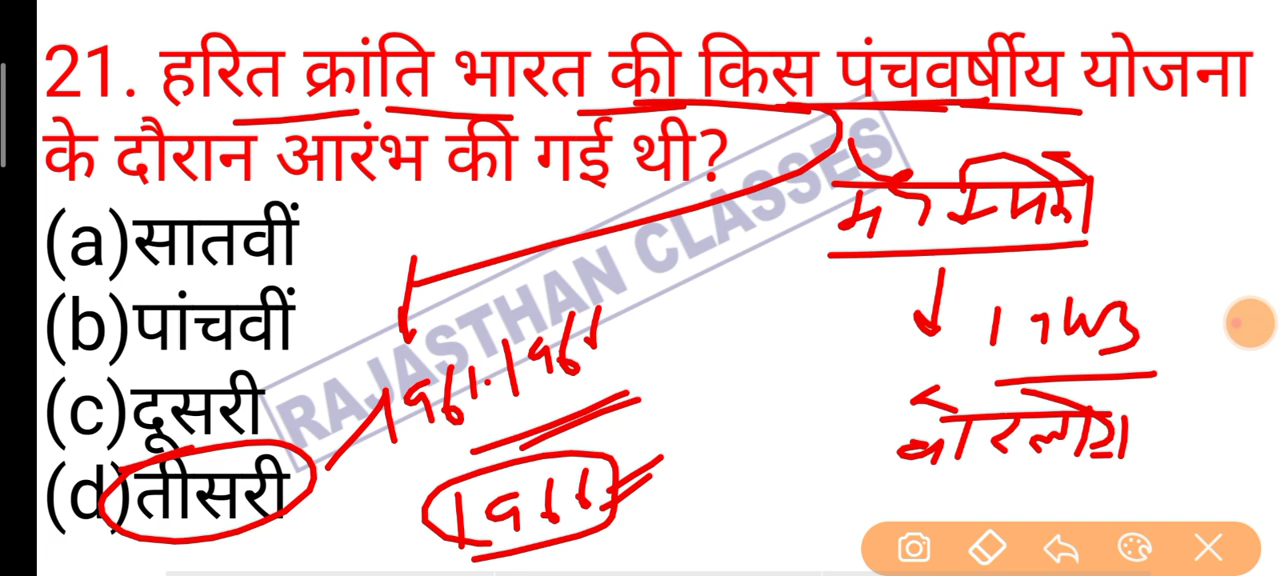 21. हरित क्रांति भारत की किस पंचवर्षीय योजना
के दौरान आरंभ की गई थी?
(a)सातवीं
(b)पांचवीं
(c)दूसरी
(d)तीसरी
RAJASTHAN CLASSES
1961-1966
1966